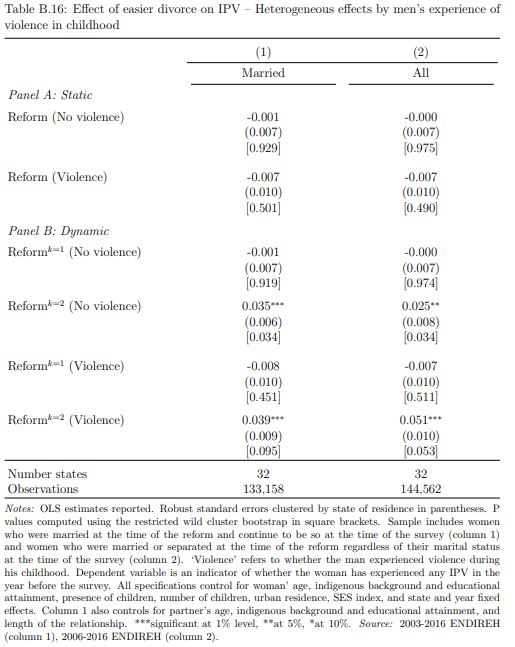 Table B.16: Effect of easier divorce on IPV – Heterogeneous effects by men's experience of
violence in childhood
(1) (2)
Married All
Panel A: Static
Reform (No violence) -0.001 -0.000
(0.007) (0.007)
[0.929] [0.975]
Reform (Violence) -0.007 -0.007
(0.010) (0.010)
[0.501] [0.490]
Panel B: Dynamic
Reformᵏ⁼¹ (No violence) -0.001 -0.000
(0.007) (0.007)
[0.919] [0.974]
Reformᵏ⁼² (No violence) 0.035*** 0.025**
(0.006) (0.008)
[0.034] [0.034]
Reformᵏ⁼¹ (Violence) -0.008 -0.007
(0.010) (0.010)
[0.451] [0.511]
Reformᵏ⁼² (Violence) 0.039*** 0.051***
(0.009) (0.010)
[0.095] [0.053]
Number states 32 32
Observations 133,158 144,562
Notes: OLS estimates reported. Robust standard errors clustered by state of residence in parentheses. P
values computed using the restricted wild cluster bootstrap in square brackets. Sample includes women
who were married at the time of the reform and continue to be so at the time of the survey (column 1)
and women who were married or separated at the time of the reform regardless of their marital status
at the time of the survey (column 2). 'Violence' refers to whether the man experienced violence during
his childhood. Dependent variable is an indicator of whether the woman has experienced any IPV in the
year before the survey. All specifications control for woman' age, indigenous background and educational
attainment, presence of children, number of children, urban residence, SES index, and state and year fixed
effects. Column 1 also controls for partner's age, indigenous background and educational attainment, and
length of the relationship. ***significant at 1% level, **at 5%, *at 10%. Source: 2003-2016 ENDIREH
(column 1), 2006-2016 ENDIREH (column 2).